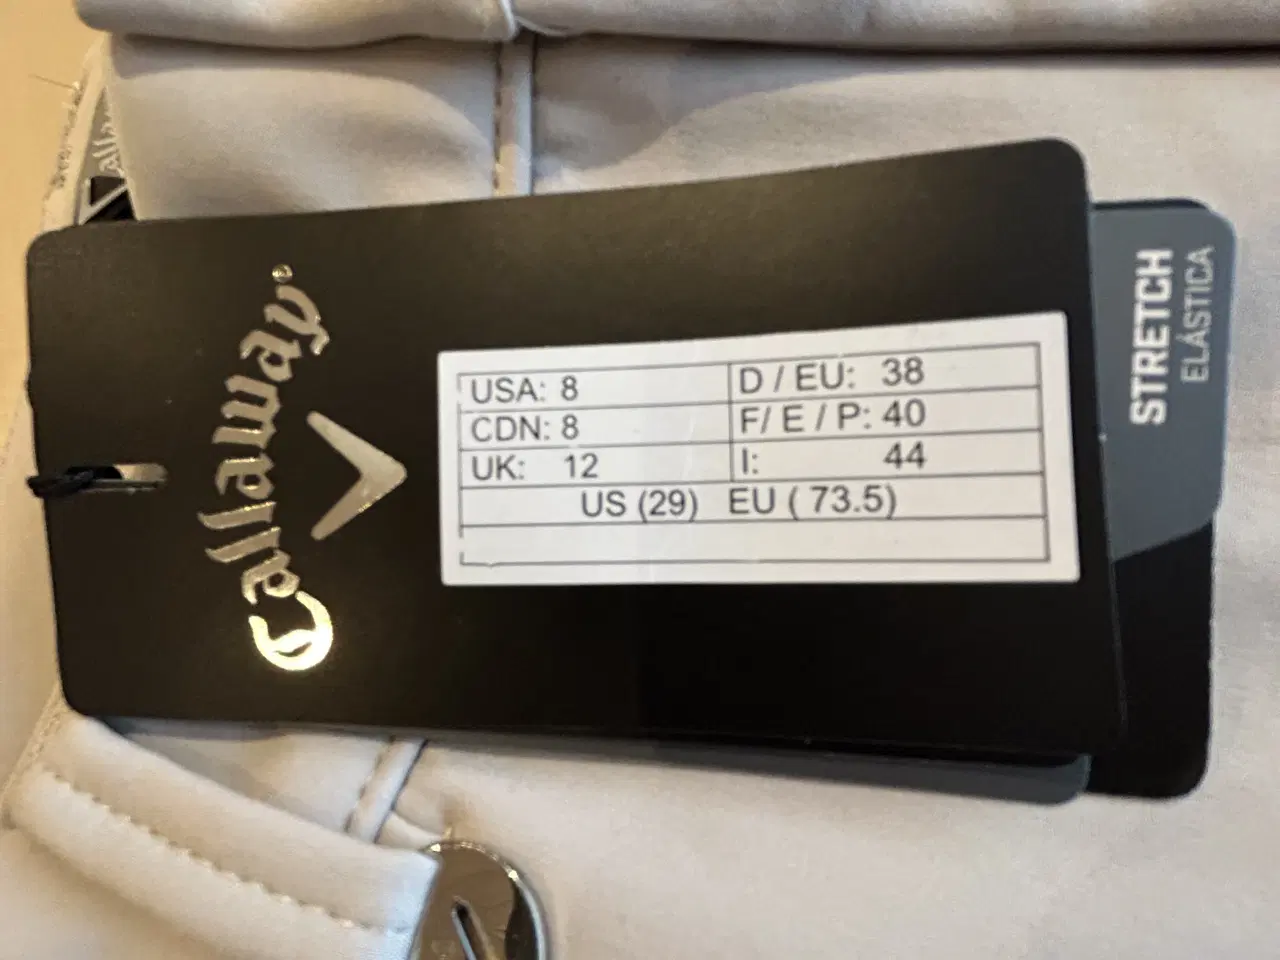 Callaway®
USA: 8 D / EU: 38
CDN: 8 F/ E / P: 40
UK: 12 I: 44
US (29) EU ( 73.5)
STRETCH
ELÁSTICA